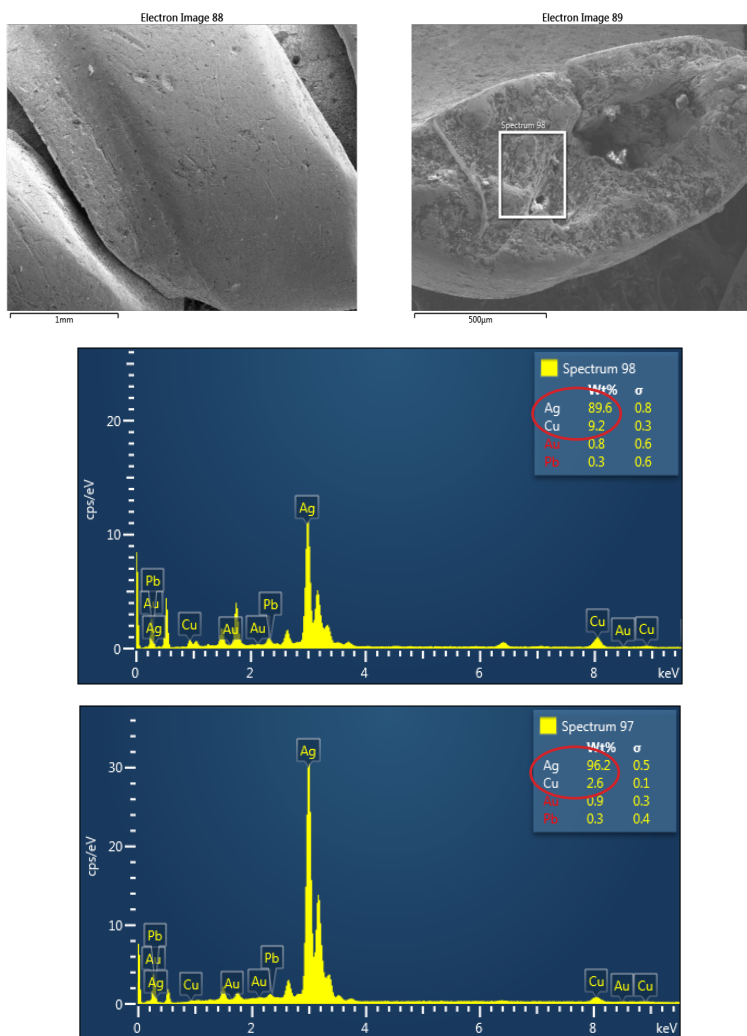 Electron Image 88
Electron Image 89
Spectrum 98
1mm
500µm
Spectrum 98
Wt% σ
Ag 89.6 0.8
Cu 9.2 0.3
Au 0.8 0.6
Pb 0.3 0.6
20
cps/eV
10
0
Ag
Pb
Au
Ag
Cu
Au
Au
Pb
Cu
Au
Cu
0 2 4 6 8 keV
Spectrum 97
Wt% σ
Ag 96.2 0.5
Cu 2.6 0.1
Au 0.9 0.3
Pb 0.3 0.4
30
cps/eV
20
10
0
Ag
Pb
Au
Ag
Cu
Au
Au
Pb
Cu
Au
Cu
0 2 4 6 8 keV